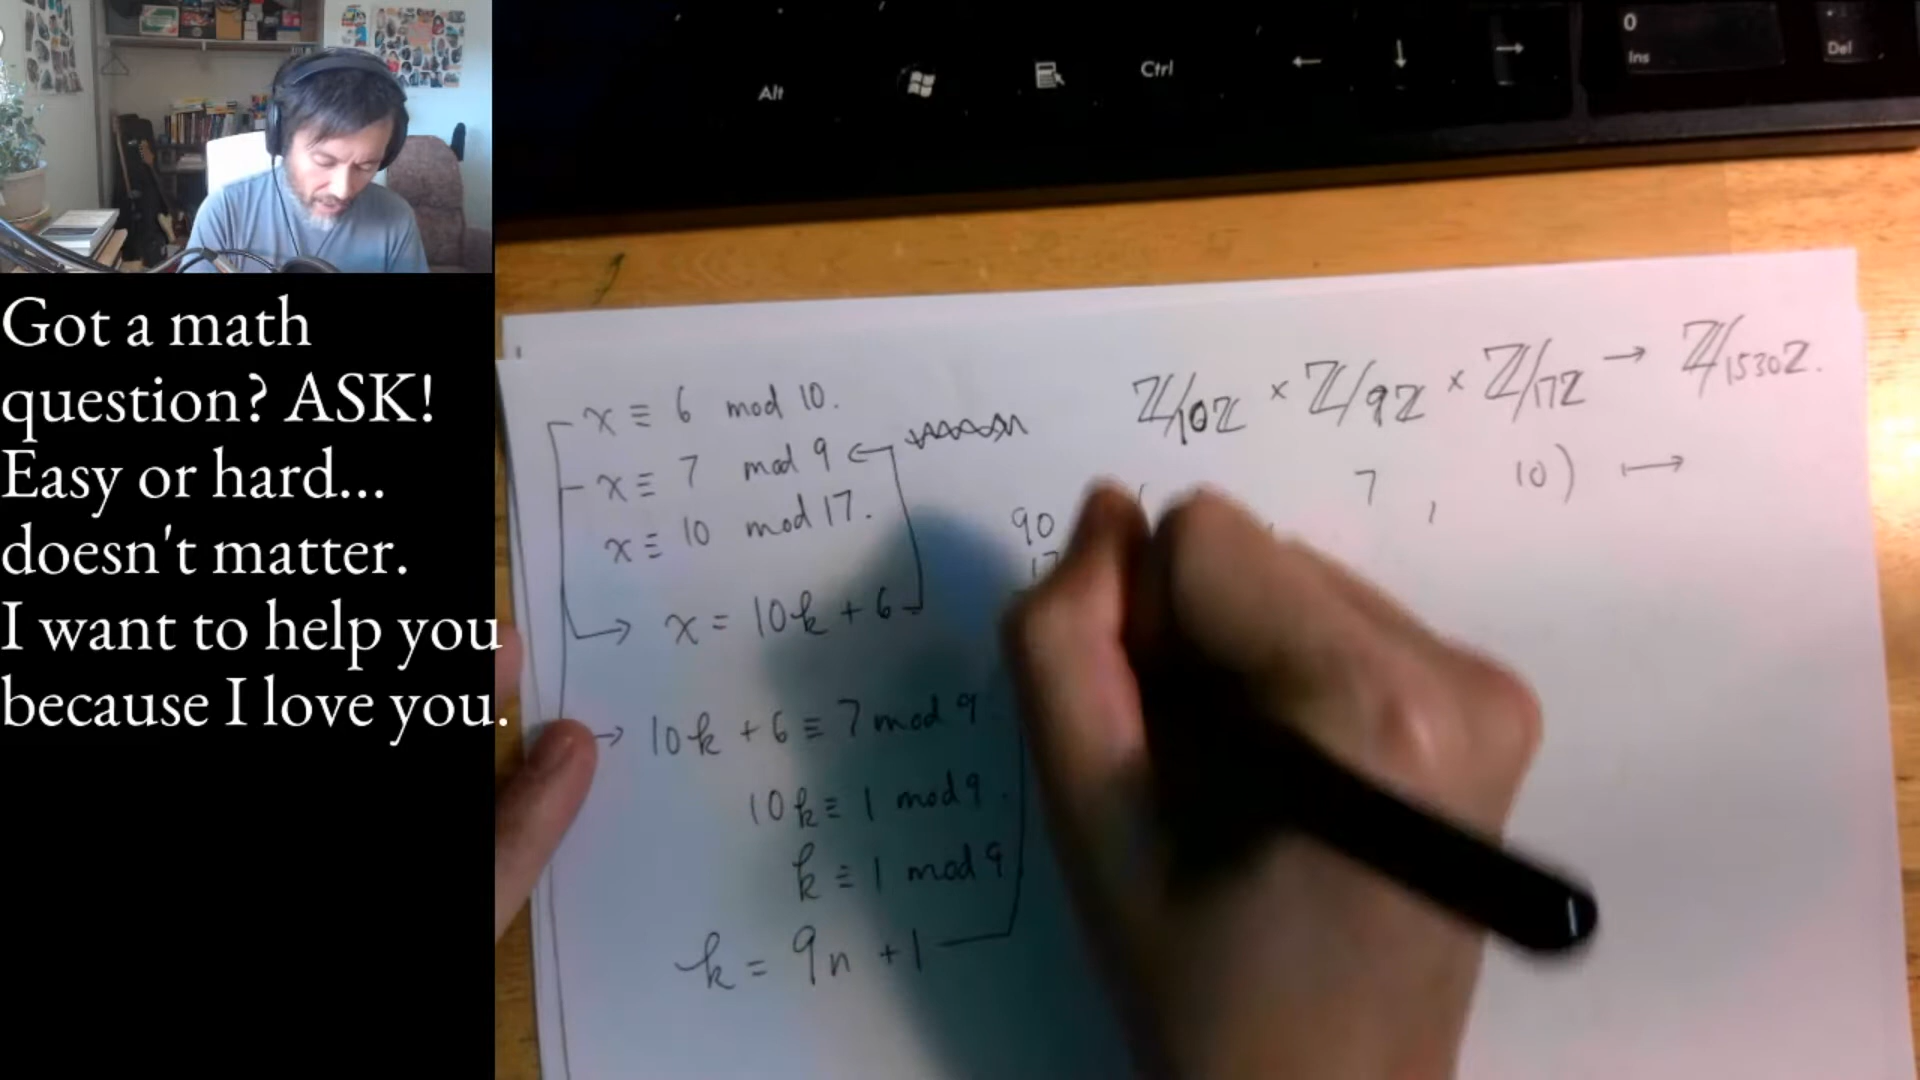 Got a math
question? ASK!
Easy or hard...
doesn't matter.
I want to help you
because I love you.
Alt
Ctrl
←
↓
→
0
Ins
Del
x ≡ 6 mod 10.
x ≡ 7 mod 9
x ≡ 10 mod 17.
x = 10k + 6
→ 10k + 6 ≡ 7 mod 9
10k ≡ 1 mod 9.
k ≡ 1 mod 9
k = 9n + 1
ℤ/10ℤ × ℤ/9ℤ × ℤ/17ℤ → ℤ/1530ℤ.
( , 7 , 10) ↦
90
17